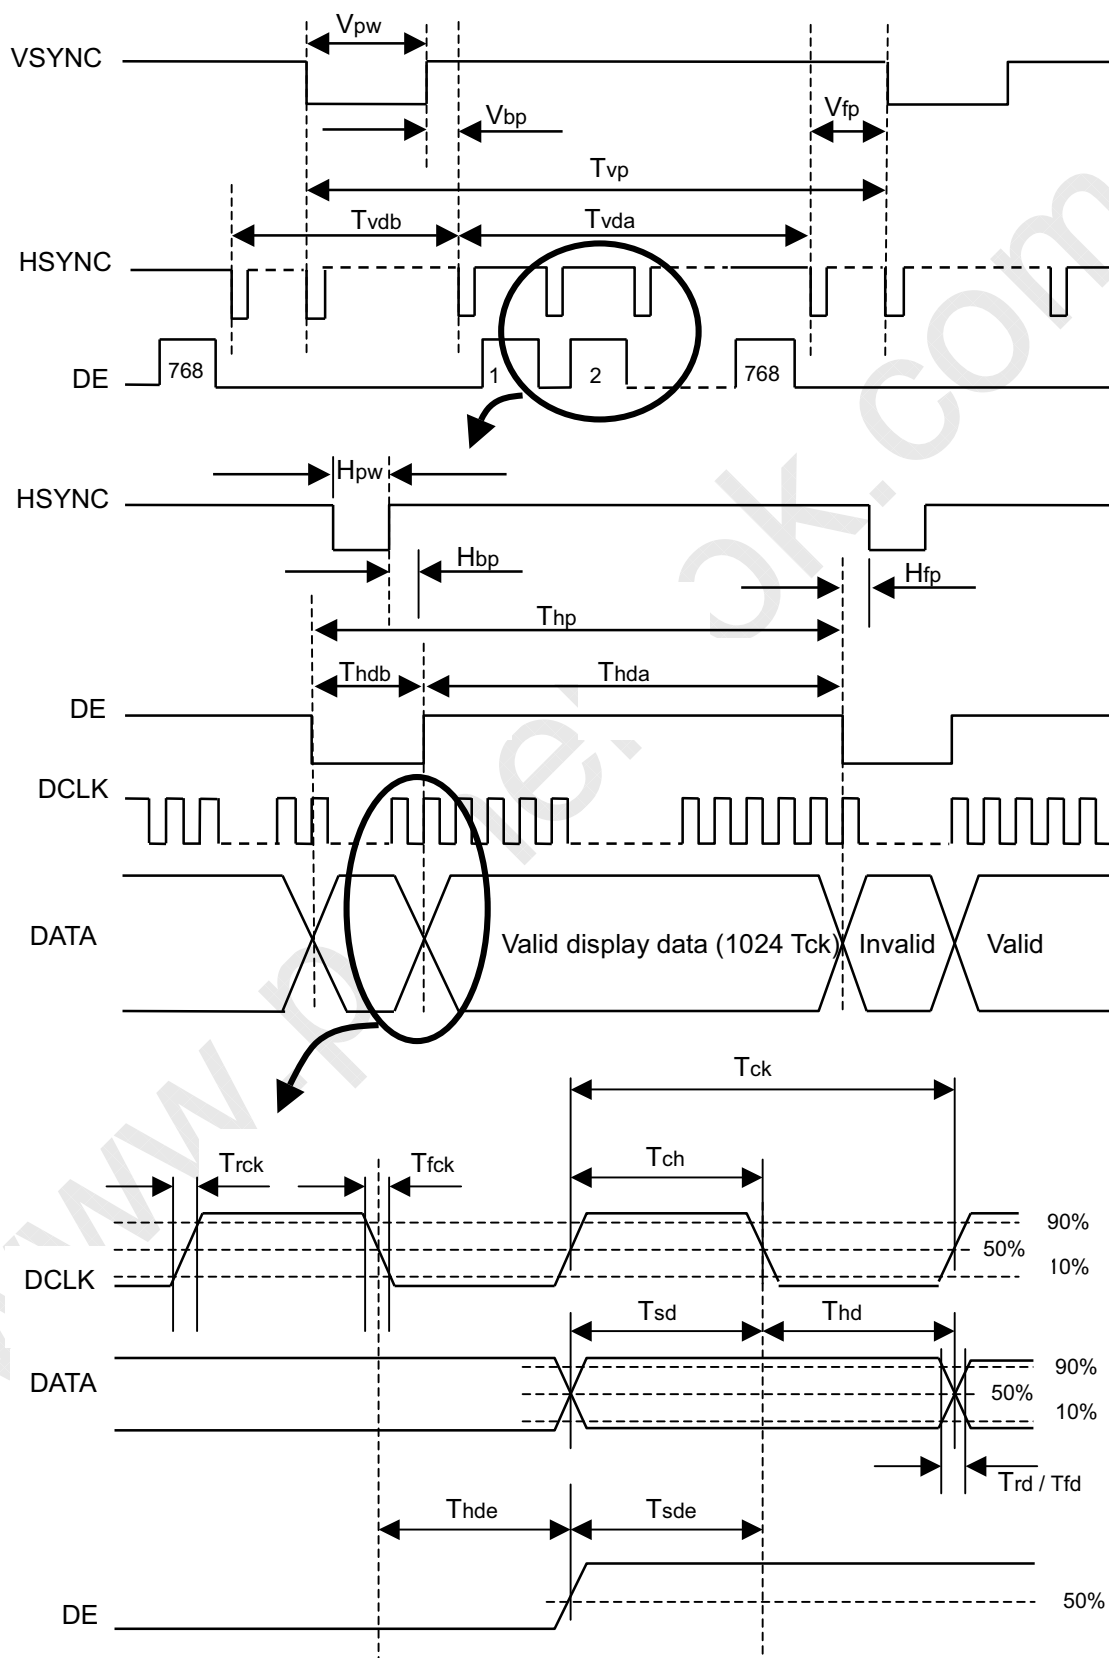 Vpw
VSYNC
Vbp
Vfp
Tvp
Tvdb
Tvda
HSYNC
768
1
2
768
DE
Hpw
HSYNC
Hbp
Hfp
Thp
Thdb
Thda
DE
DCLK
DATA
Valid display data (1024 Tck)
Invalid
Valid
Tck
Trck
Tfck
Tch
90%
50%
10%
DCLK
Tsd
Thd
DATA
90%
50%
10%
Trd / Tfd
Thde
Tsde
50%
DE